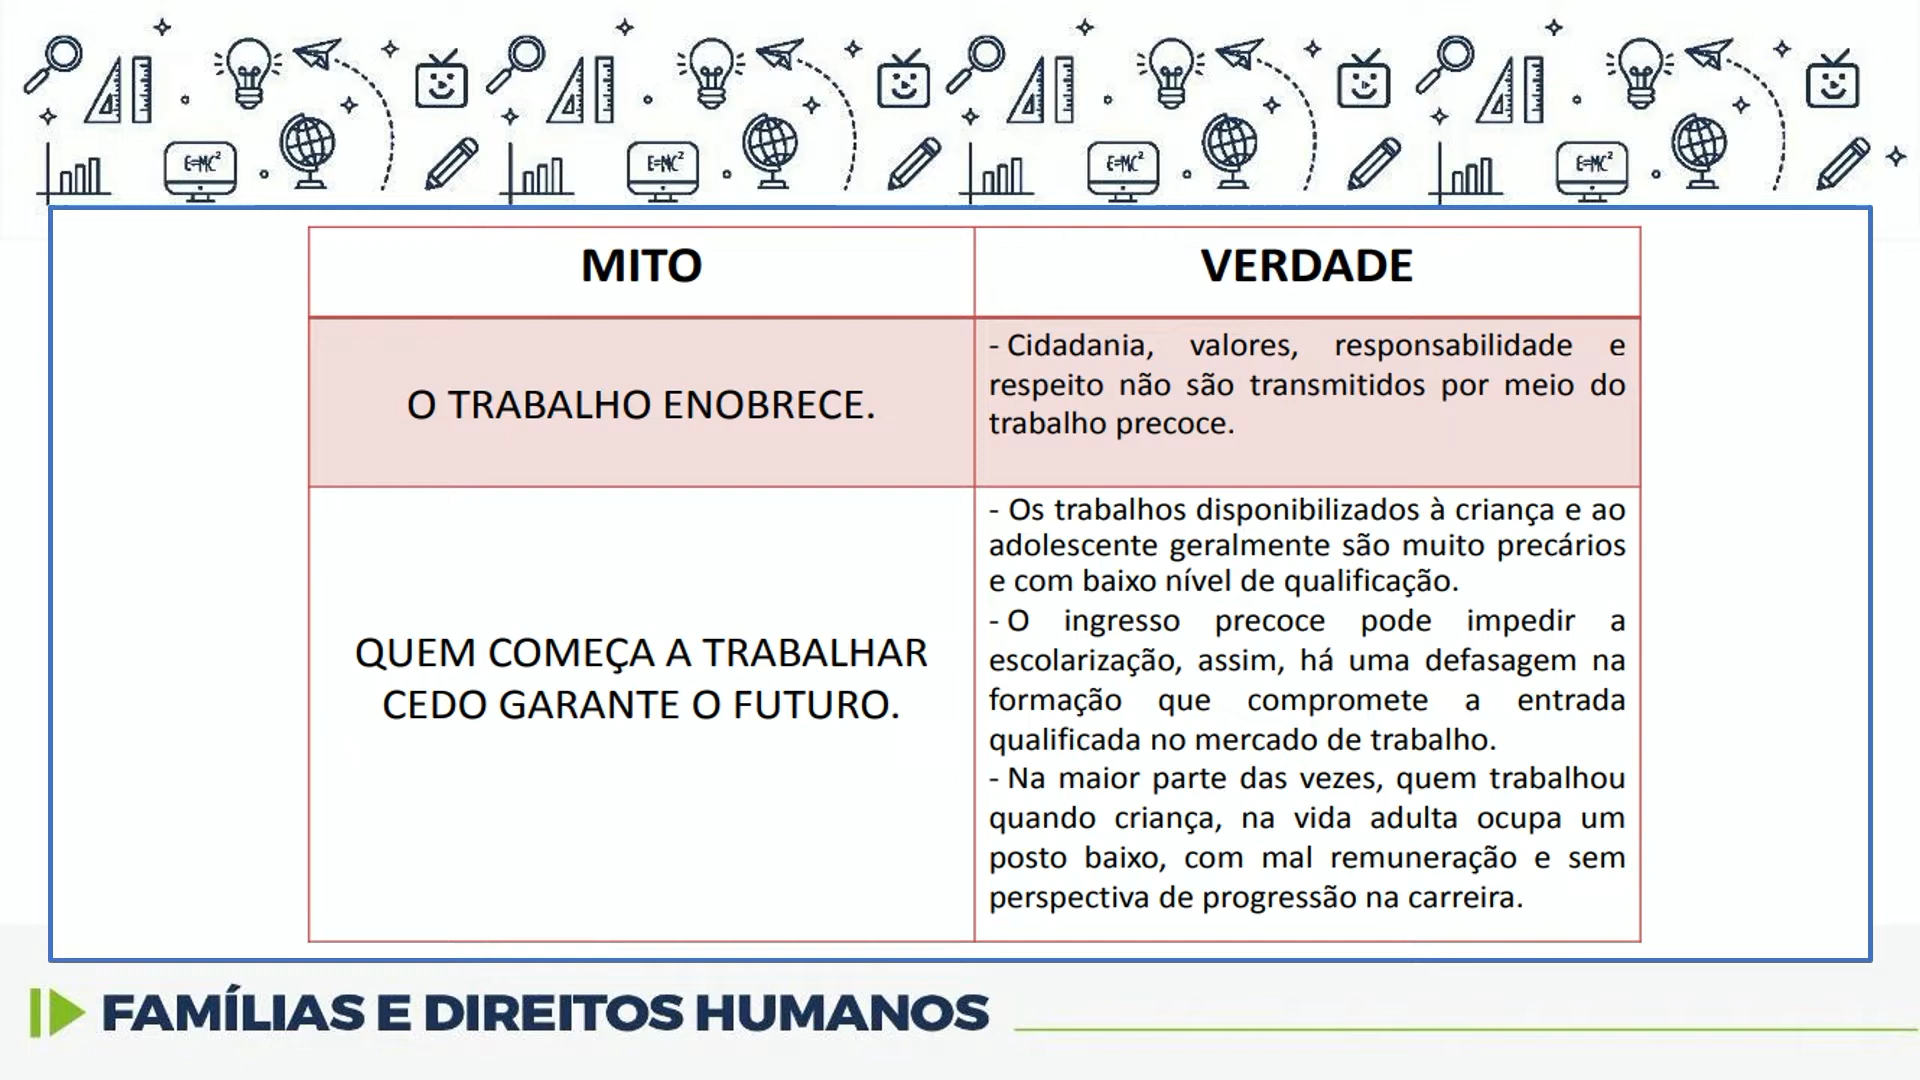 E=MC²
E=MC²
E=MC²
E=MC²
MITO
VERDADE
O TRABALHO ENOBRECE.
- Cidadania, valores, responsabilidade e
respeito não são transmitidos por meio do
trabalho precoce.
QUEM COMEÇA A TRABALHAR
CEDO GARANTE O FUTURO.
- Os trabalhos disponibilizados à criança e ao
adolescente geralmente são muito precários
e com baixo nível de qualificação.
- O ingresso precoce pode impedir a
escolarização, assim, há uma defasagem na
formação que compromete a entrada
qualificada no mercado de trabalho.
- Na maior parte das vezes, quem trabalhou
quando criança, na vida adulta ocupa um
posto baixo, com mal remuneração e sem
perspectiva de progressão na carreira.
FAMÍLIAS E DIREITOS HUMANOS